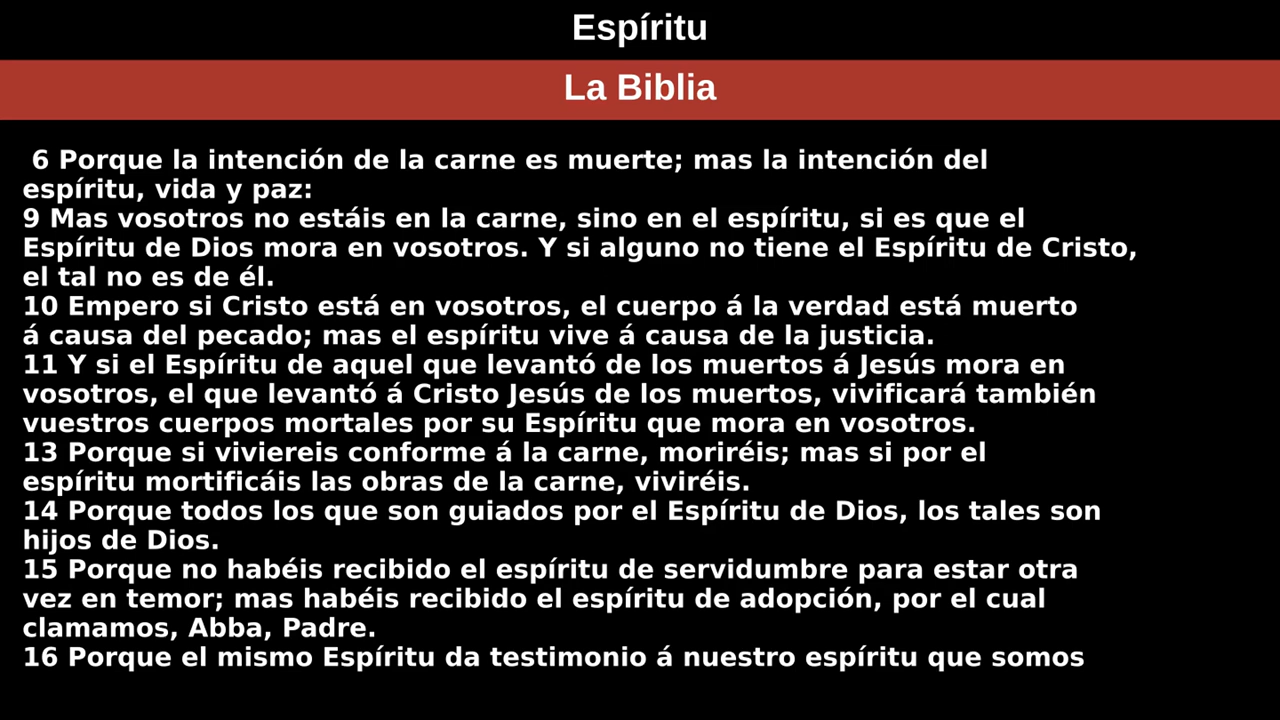 Espíritu
La Biblia
6 Porque la intención de la carne es muerte; mas la intención del
espíritu, vida y paz:
9 Mas vosotros no estáis en la carne, sino en el espíritu, si es que el
Espíritu de Dios mora en vosotros. Y si alguno no tiene el Espíritu de Cristo,
el tal no es de él.
10 Empero si Cristo está en vosotros, el cuerpo á la verdad está muerto
á causa del pecado; mas el espíritu vive á causa de la justicia.
11 Y si el Espíritu de aquel que levantó de los muertos á Jesús mora en
vosotros, el que levantó á Cristo Jesús de los muertos, vivificará también
vuestros cuerpos mortales por su Espíritu que mora en vosotros.
13 Porque si viviereis conforme á la carne, moriréis; mas si por el
espíritu mortificáis las obras de la carne, viviréis.
14 Porque todos los que son guiados por el Espíritu de Dios, los tales son
hijos de Dios.
15 Porque no habéis recibido el espíritu de servidumbre para estar otra
vez en temor; mas habéis recibido el espíritu de adopción, por el cual
clamamos, Abba, Padre.
16 Porque el mismo Espíritu da testimonio á nuestro espíritu que somos